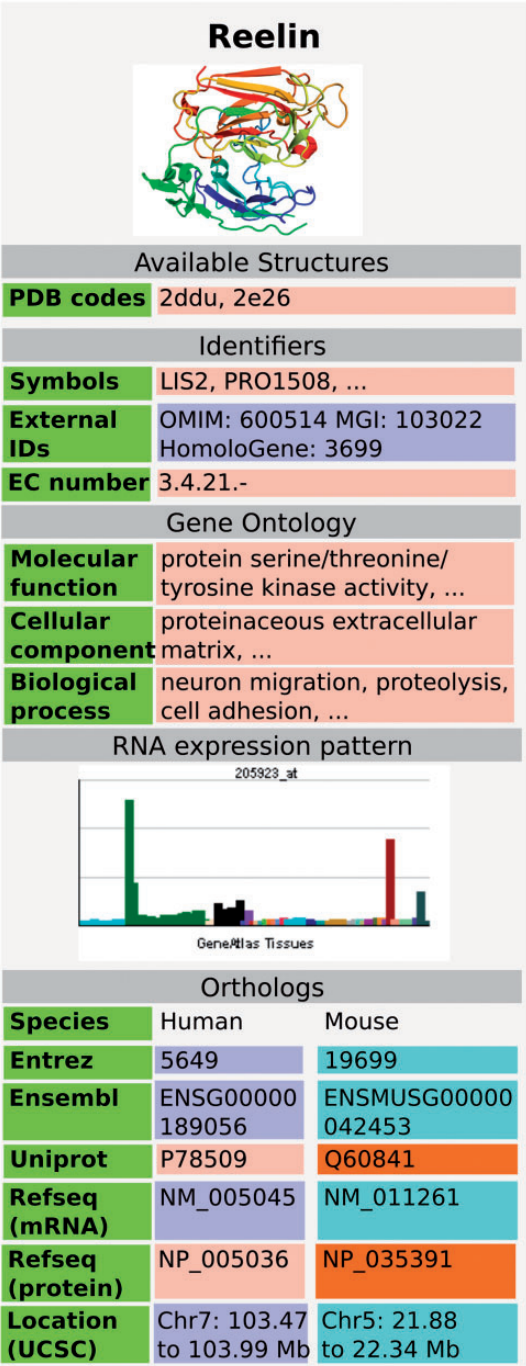 Reelin
Available Structures
PDB codes 2ddu, 2e26
Identifiers
Symbols LIS2, PRO1508, ...
External OMIM: 600514 MGI: 103022
IDs HomoloGene: 3699
EC number 3.4.21.-
Gene Ontology
Molecular protein serine/threonine/
function tyrosine kinase activity, ...
Cellular proteinaceous extracellular
component matrix, ...
Biological neuron migration, proteolysis,
process cell adhesion, ...
RNA expression pattern
205923_at
GeneAtlas Tissues
Orthologs
Species Human Mouse
Entrez 5649 19699
Ensembl ENSG00000 ENSMUSG00000
189056 042453
Uniprot P78509 Q60841
Refseq NM_005045 NM_011261
(mRNA)
Refseq NP_005036 NP_035391
(protein)
Location Chr7: 103.47 Chr5: 21.88
(UCSC) to 103.99 Mb to 22.34 Mb